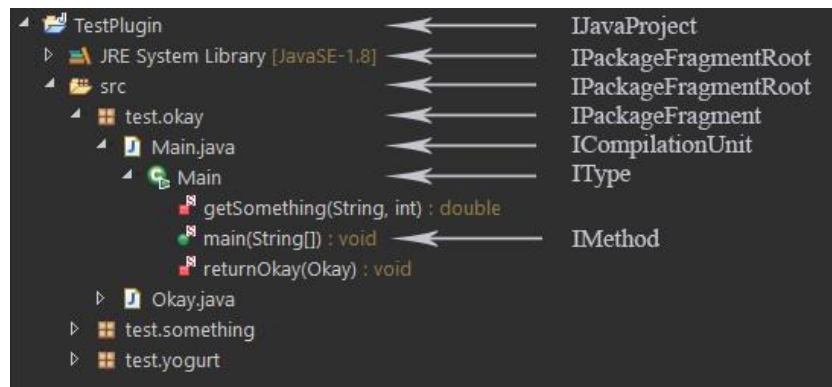 TestPlugin IJavaProject
JRE System Library [JavaSE-1.8] IPackageFragmentRoot
src IPackageFragmentRoot
test.okay IPackageFragment
Main.java ICompilationUnit
Main IType
getSomething(String, int) : double
main(String[]) : void IMethod
returnOkay(Okay) : void
Okay.java
test.something
test.yogurt